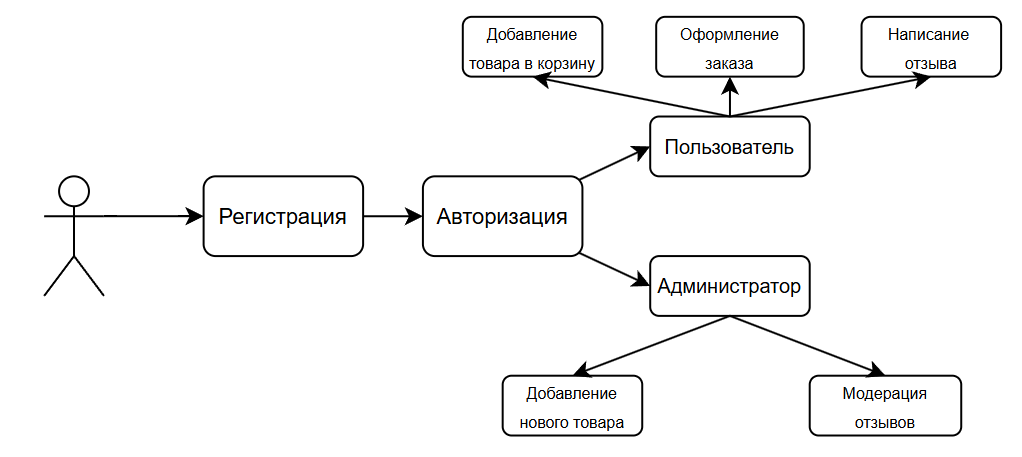 Добавление
товара в корзину
Оформление
заказа
Написание
отзыва
Пользователь
Регистрация
Авторизация
Администратор
Добавление
нового товара
Модерация
отзывов